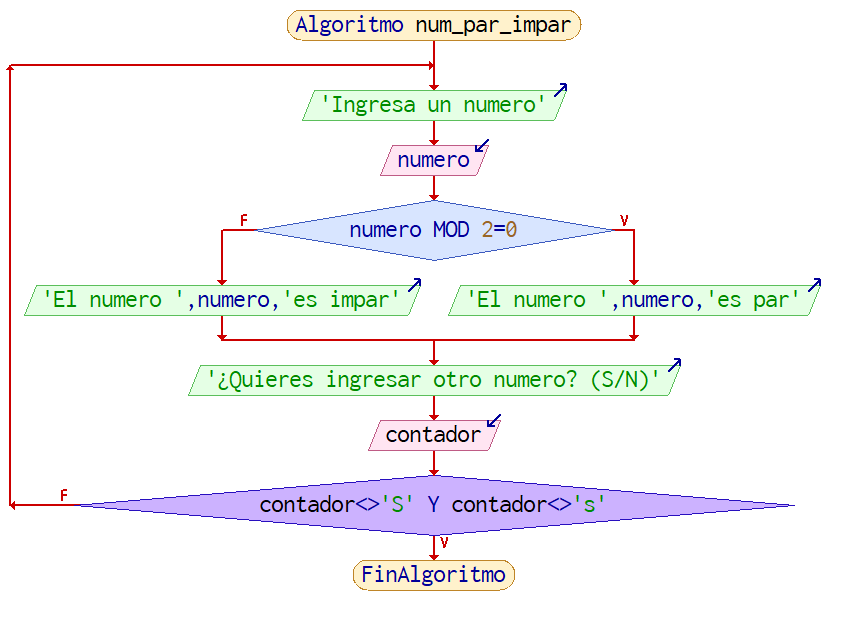 Algoritmo num_par_impar
'Ingresa un numero'
numero
F
numero MOD 2=0
V
'El numero ',numero,'es impar'
'El numero ',numero,'es par'
'¿Quieres ingresar otro numero? (S/N)'
contador
F
contador<>'S' Y contador<>'s'
V
FinAlgoritmo